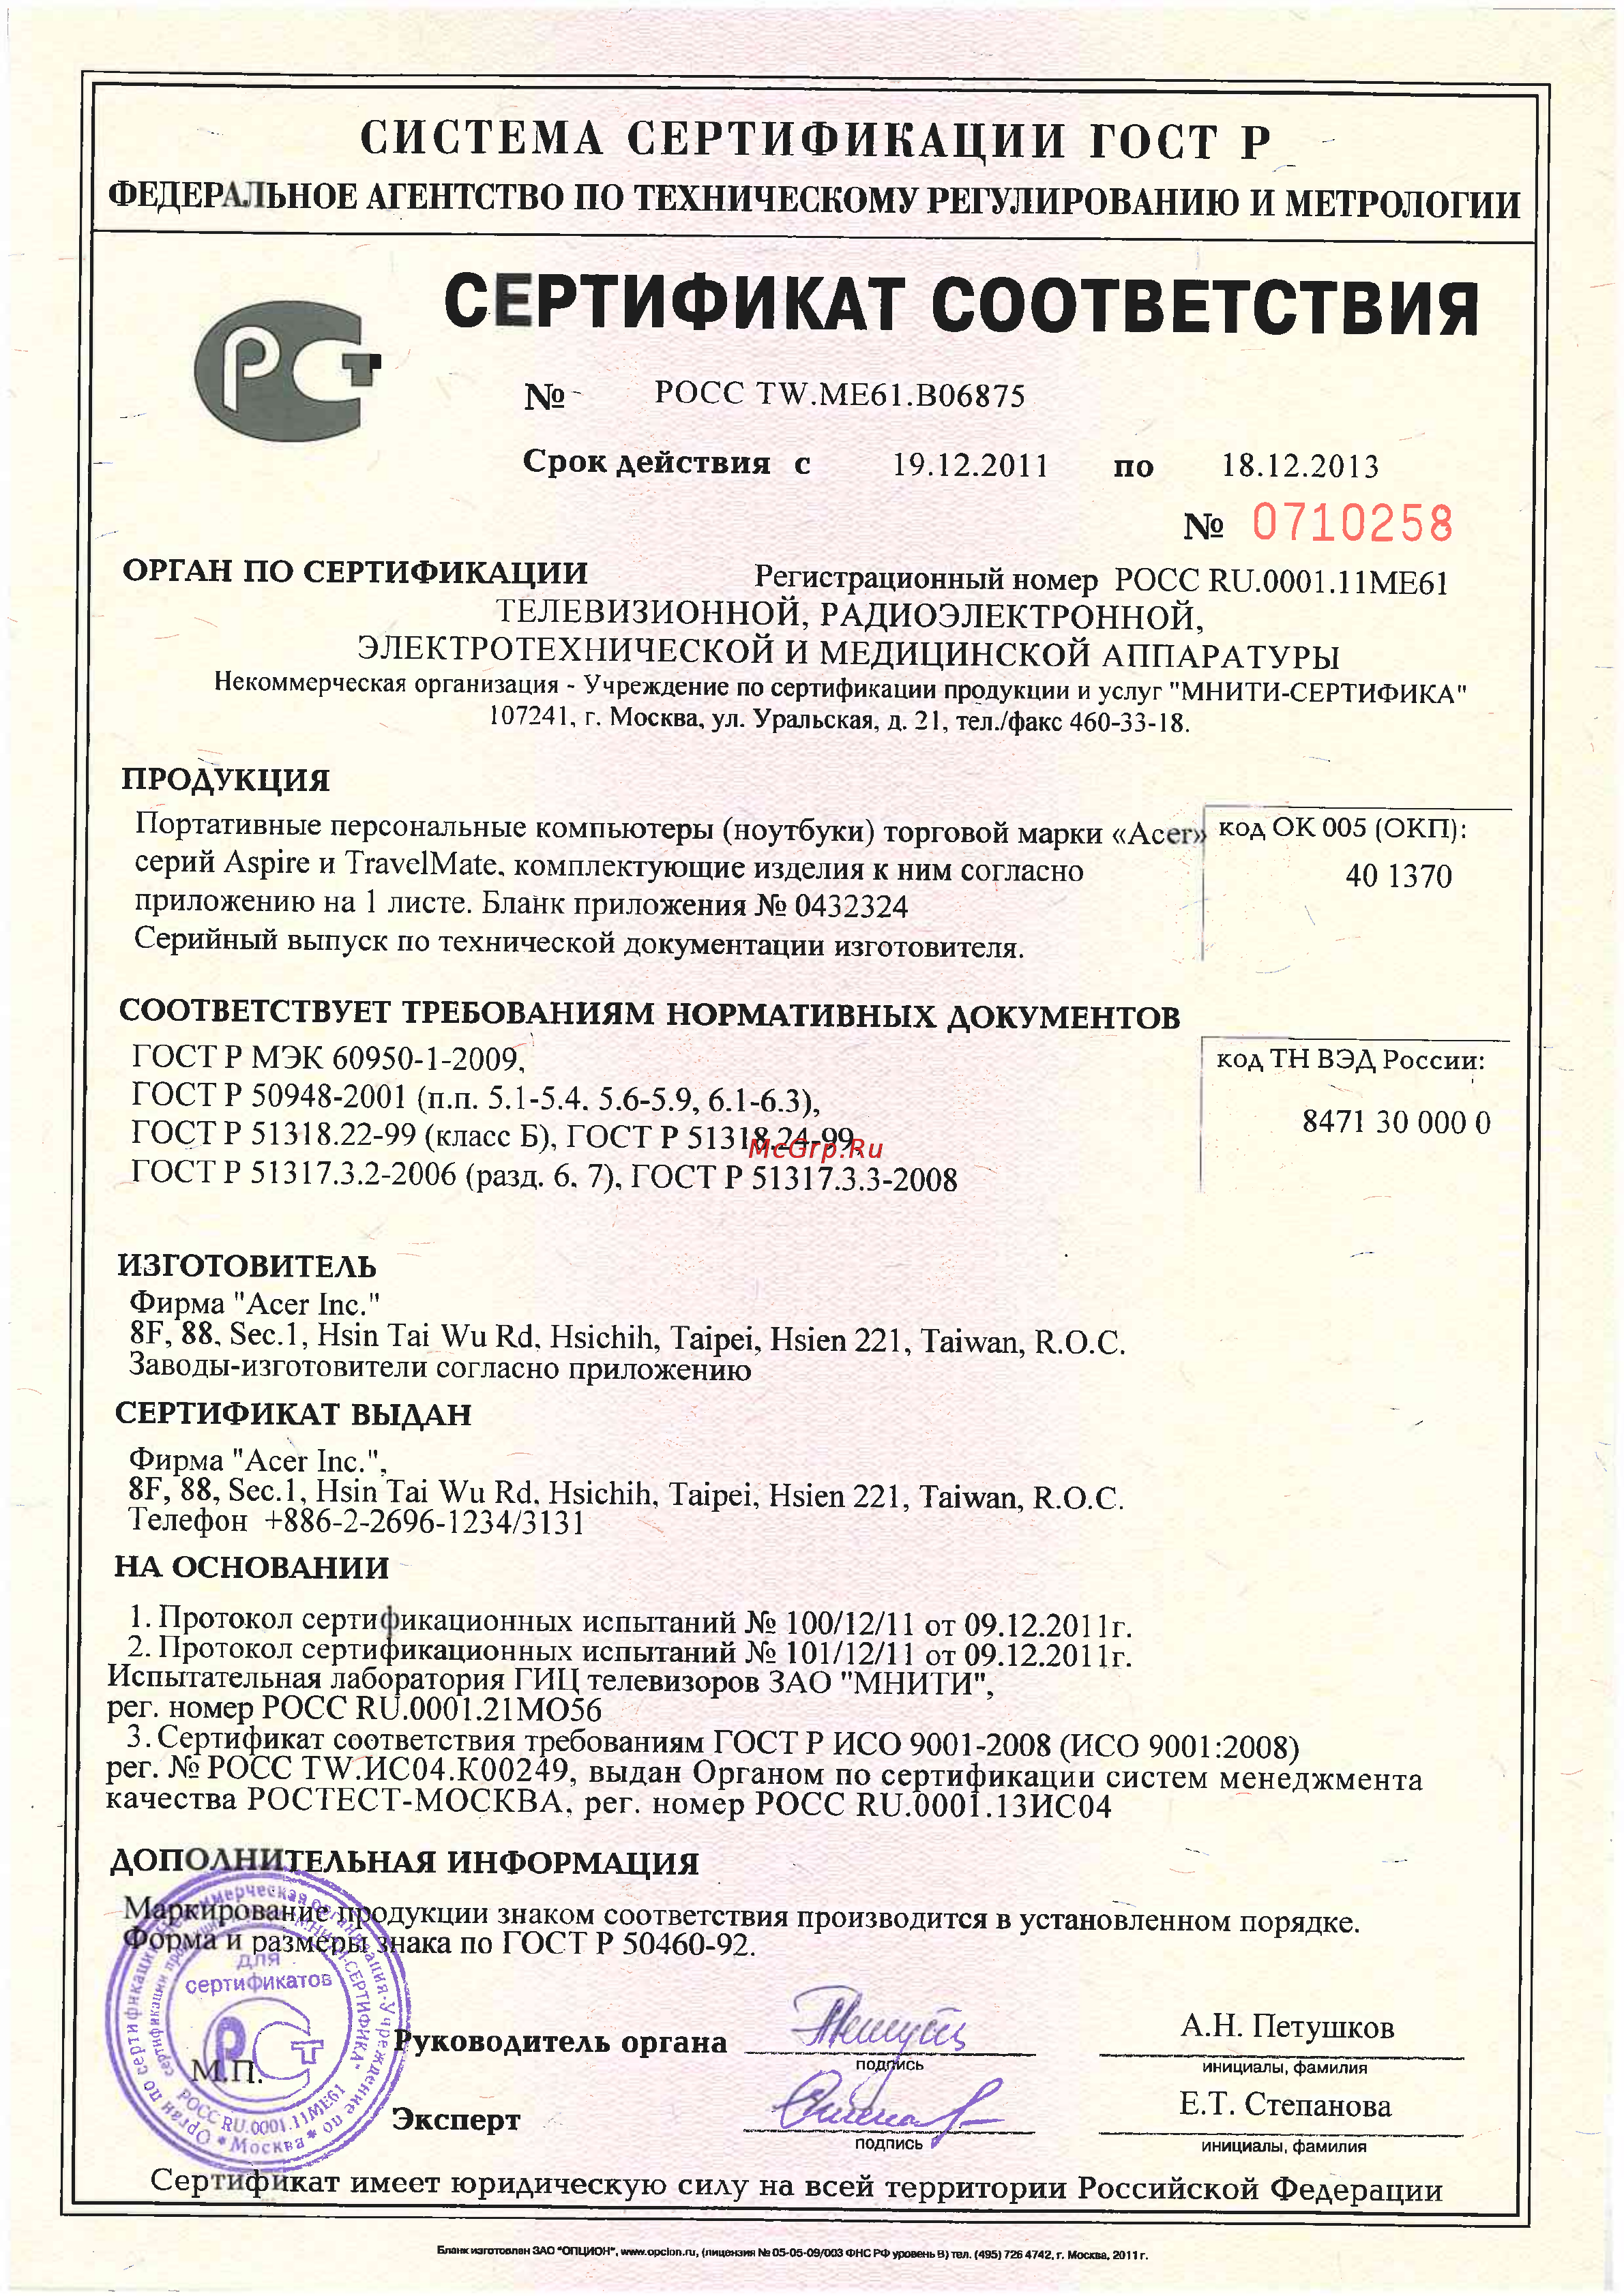 СИСТЕМА СЕРТИФИКАЦИИ ГОСТ Р
ФЕДЕРАЛЬНОЕ АГЕНТСТВО ПО ТЕХНИЧЕСКОМУ РЕГУЛИРОВАНИЮ И МЕТРОЛОГИИ
СЕРТИФИКАТ СООТВЕТСТВИЯ
№ РОСС TW.ME61.B06875
Срок действия с 19.12.2011 по 18.12.2013
№ 0710258
ОРГАН ПО СЕРТИФИКАЦИИ Регистрационный номер РОСС RU.0001.11МЕ61
ТЕЛЕВИЗИОННОЙ, РАДИОЭЛЕКТРОННОЙ,
ЭЛЕКТРОТЕХНИЧЕСКОЙ И МЕДИЦИНСКОЙ АППАРАТУРЫ
Некоммерческая организация - Учреждение по сертификации продукции и услуг "МНИТИ-СЕРТИФИКА"
107241, г. Москва, ул. Уральская, д. 21, тел./факс 460-33-18.
ПРОДУКЦИЯ
Портативные персональные компьютеры (ноутбуки) торговой марки «Acer»
серий Aspire и TravelMate, комплектующие изделия к ним согласно
приложению на 1 листе. Бланк приложения № 0432324
Серийный выпуск по технической документации изготовителя.
код ОК 005 (ОКП):
40 1370
СООТВЕТСТВУЕТ ТРЕБОВАНИЯМ НОРМАТИВНЫХ ДОКУМЕНТОВ
ГОСТ Р МЭК 60950-1-2009,
ГОСТ Р 50948-2001 (п.п. 5.1-5.4. 5.6-5.9, 6.1-6.3),
ГОСТ Р 51318.22-99 (класс Б), ГОСТ Р 51318.24-99,
ГОСТ Р 51317.3.2-2006 (разд. 6, 7), ГОСТ Р 51317.3.3-2008
McGrp.Ru
код ТН ВЭД России:
8471 30 000 0
ИЗГОТОВИТЕЛЬ
Фирма "Acer Inc."
8F, 88, Sec.1, Hsin Tai Wu Rd, Hsichih, Taipei, Hsien 221, Taiwan, R.O.C.
Заводы-изготовители согласно приложению
СЕРТИФИКАТ ВЫДАН
Фирма "Acer Inc.",
8F, 88, Sec.1, Hsin Tai Wu Rd, Hsichih, Taipei, Hsien 221, Taiwan, R.O.C.
Телефон +886-2-2696-1234/3131
НА ОСНОВАНИИ
1. Протокол сертификационных испытаний № 100/12/11 от 09.12.2011г.
2. Протокол сертификационных испытаний № 101/12/11 от 09.12.2011г.
Испытательная лаборатория ГИЦ телевизоров ЗАО "МНИТИ",
рег. номер РОСС RU.0001.21МО56
3. Сертификат соответствия требованиям ГОСТ Р ИСО 9001-2008 (ИСО 9001:2008)
рег. № РОСС TW.ИС04.К00249, выдан Органом по сертификации систем менеджмента
качества РОСТЕСТ-МОСКВА, рег. номер РОСС RU.0001.13ИС04
ДОПОЛНИТЕЛЬНАЯ ИНФОРМАЦИЯ
Маркирование продукции знаком соответствия производится в установленном порядке.
Форма и размеры знака по ГОСТ Р 50460-92.
для
сертификатов
РОСС RU.0001.11МЕ61
Москва
М.П.
Руководитель органа
подпись
А.Н. Петушков
инициалы, фамилия
Эксперт
подпись
Е.Т. Степанова
инициалы, фамилия
Сертификат имеет юридическую силу на всей территории Российской Федерации
Бланк изготовлен ЗАО "ОПЦИОН", www.opcion.ru, (лицензия № 05-05-09/003 ФНС РФ уровень В) тел. (495) 726 4742, г. Москва, 2011 г.